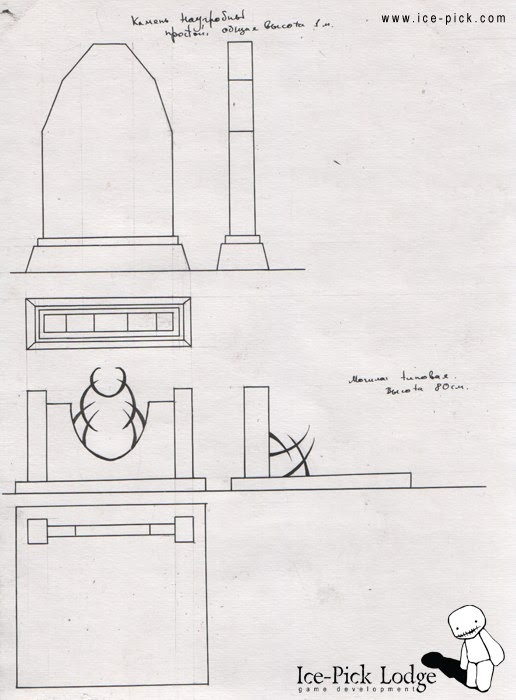 www.ice-pick.com
Камень надгробный
простой, общая высота 1 м.
Могила типовая.
Высота 80 см.
Ice-Pick Lodge
game development